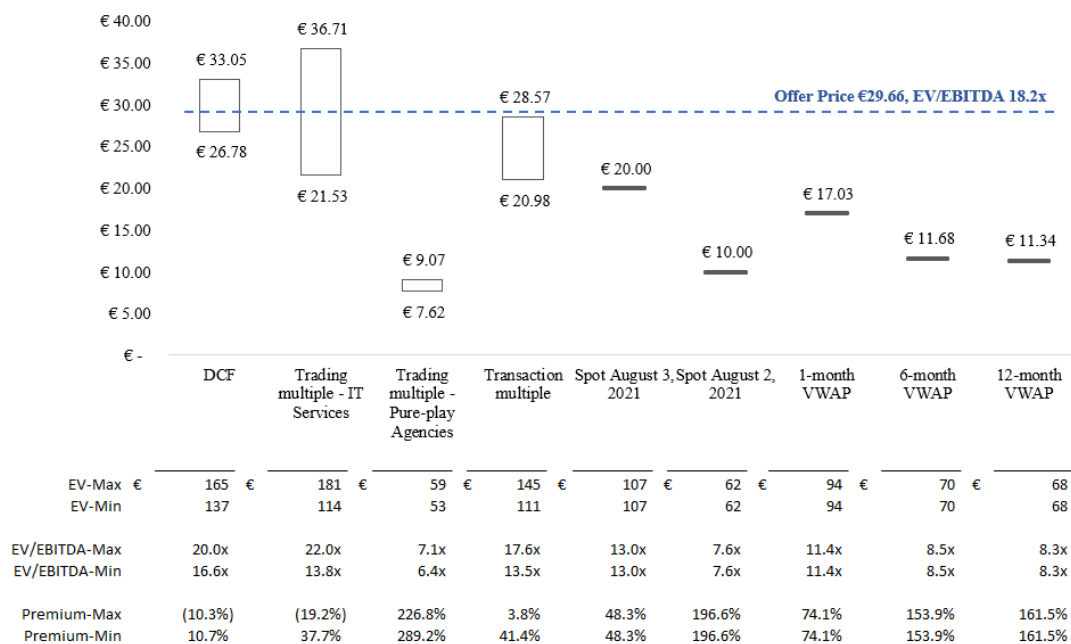 € 40.00
€ 36.71
€ 35.00
€ 33.05
€ 30.00
€ 28.57
Offer Price €29.66, EV/EBITDA 18.2x
€ 26.78
€ 25.00
€ 21.53
€ 20.98
€ 20.00
€ 20.00
€ 17.03
€ 15.00
€ 11.68
€ 11.34
€ 10.00
€ 9.07
€ 10.00
€ 7.62
€ 5.00
€ -
DCF
Trading
multiple - IT
Services
Trading
multiple -
Pure-play
Agencies
Transaction
multiple
Spot August 3,
2021
Spot August 2,
2021
1-month
VWAP
6-month
VWAP
12-month
VWAP
EV-Max € 165 € 181 € 59 € 145 € 107 € 62 € 94 € 70 € 68
EV-Min 137 114 53 111 107 62 94 70 68
EV/EBITDA-Max 20.0x 22.0x 7.1x 17.6x 13.0x 7.6x 11.4x 8.5x 8.3x
EV/EBITDA-Min 16.6x 13.8x 6.4x 13.5x 13.0x 7.6x 11.4x 8.5x 8.3x
Premium-Max (10.3%) (19.2%) 226.8% 3.8% 48.3% 196.6% 74.1% 153.9% 161.5%
Premium-Min 10.7% 37.7% 289.2% 41.4% 48.3% 196.6% 74.1% 153.9% 161.5%